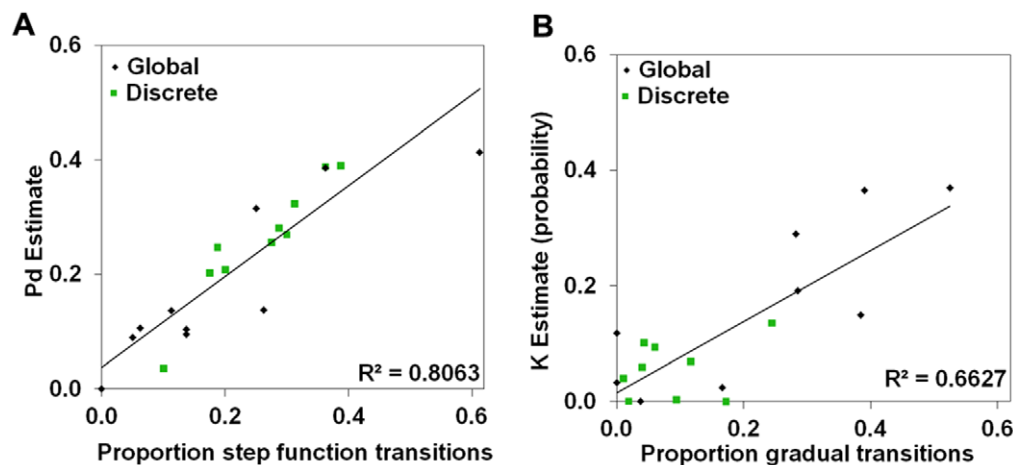 A
0.6
Global
Discrete
0.4
Pd Estimate
0.2
R² = 0.8063
0.0
0.0 0.2 0.4 0.6
Proportion step function transitions
B
0.6
Global
Discrete
K Estimate (probability)
0.4
0.2
R² = 0.6627
0.0
0.0 0.2 0.4 0.6
Proportion gradual transitions